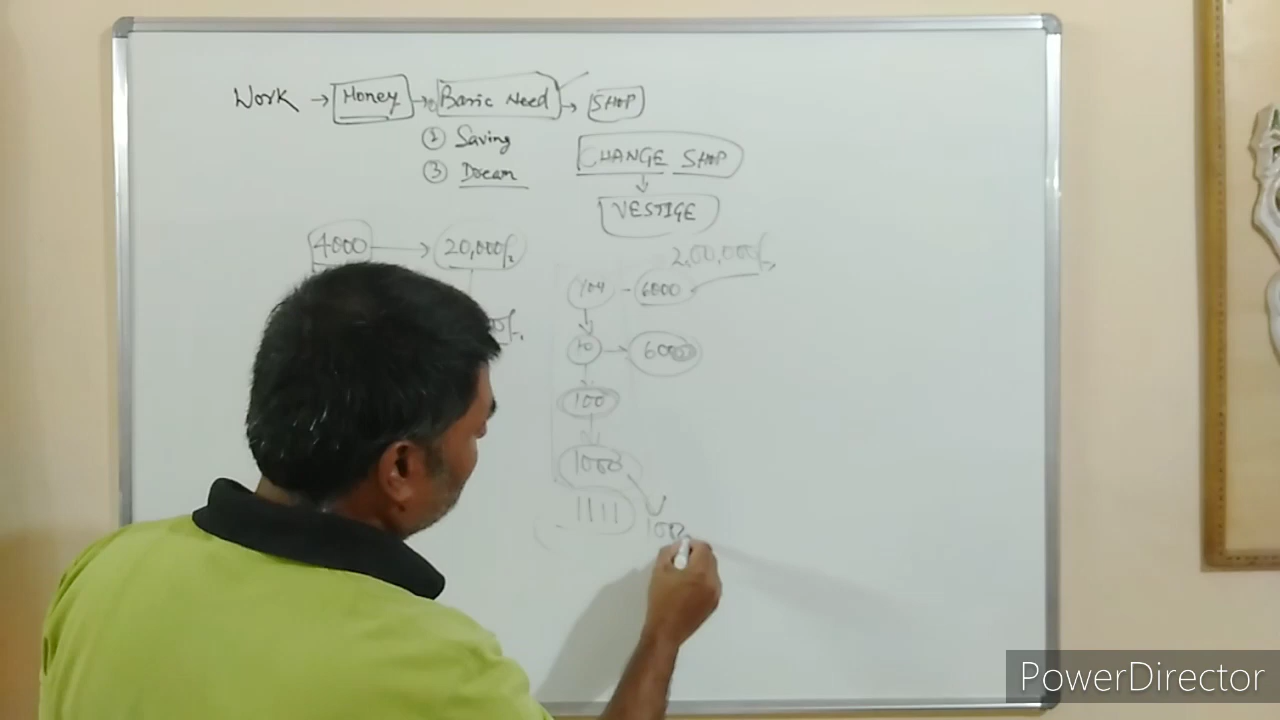 Work → Money → Basic Need → SHOP
② Saving
③ Dream
CHANGE SHOP
↓
VESTIGE
4000 → 20,000/-
2,00,000/-
- 6000
10 → 6000
100
1000
1111
PowerDirector